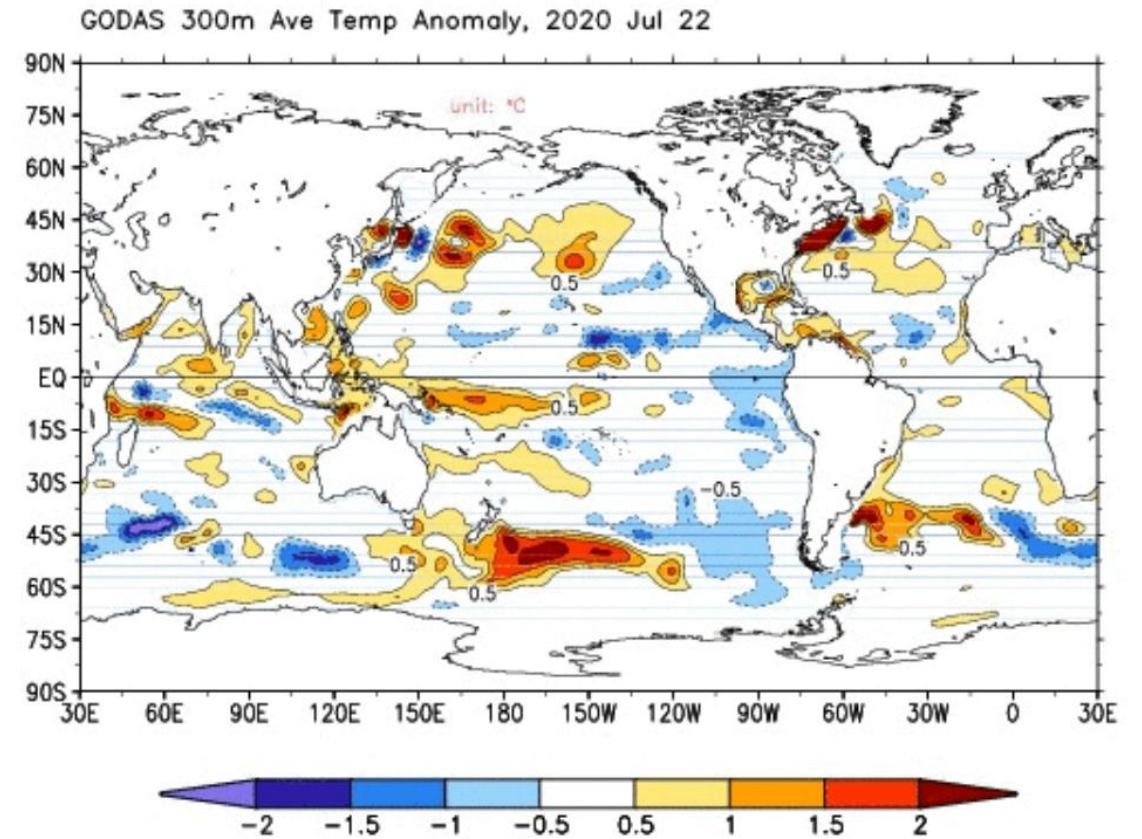 GODAS 300m Ave Temp Anomaly, 2020 Jul 22
90N
75N
unit: °C
60N
45N
30N
0.5
0.5
15N
EQ
0.5
15S
30S
-0.5
45S
0.5
0.5
60S
0.5
75S
90S
30E 60E 90E 120E 150E 180 150W 120W 90W 60W 30W 0 30E
-2 -1.5 -1 -0.5 0.5 1 1.5 2